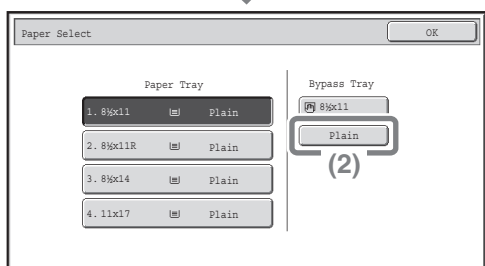 Paper Select OK
Paper Tray
Bypass Tray
1. 8½x11 Plain
8½x11
2. 8½x11R Plain
Plain
(2)
3. 8½x14 Plain
4. 11x17 Plain